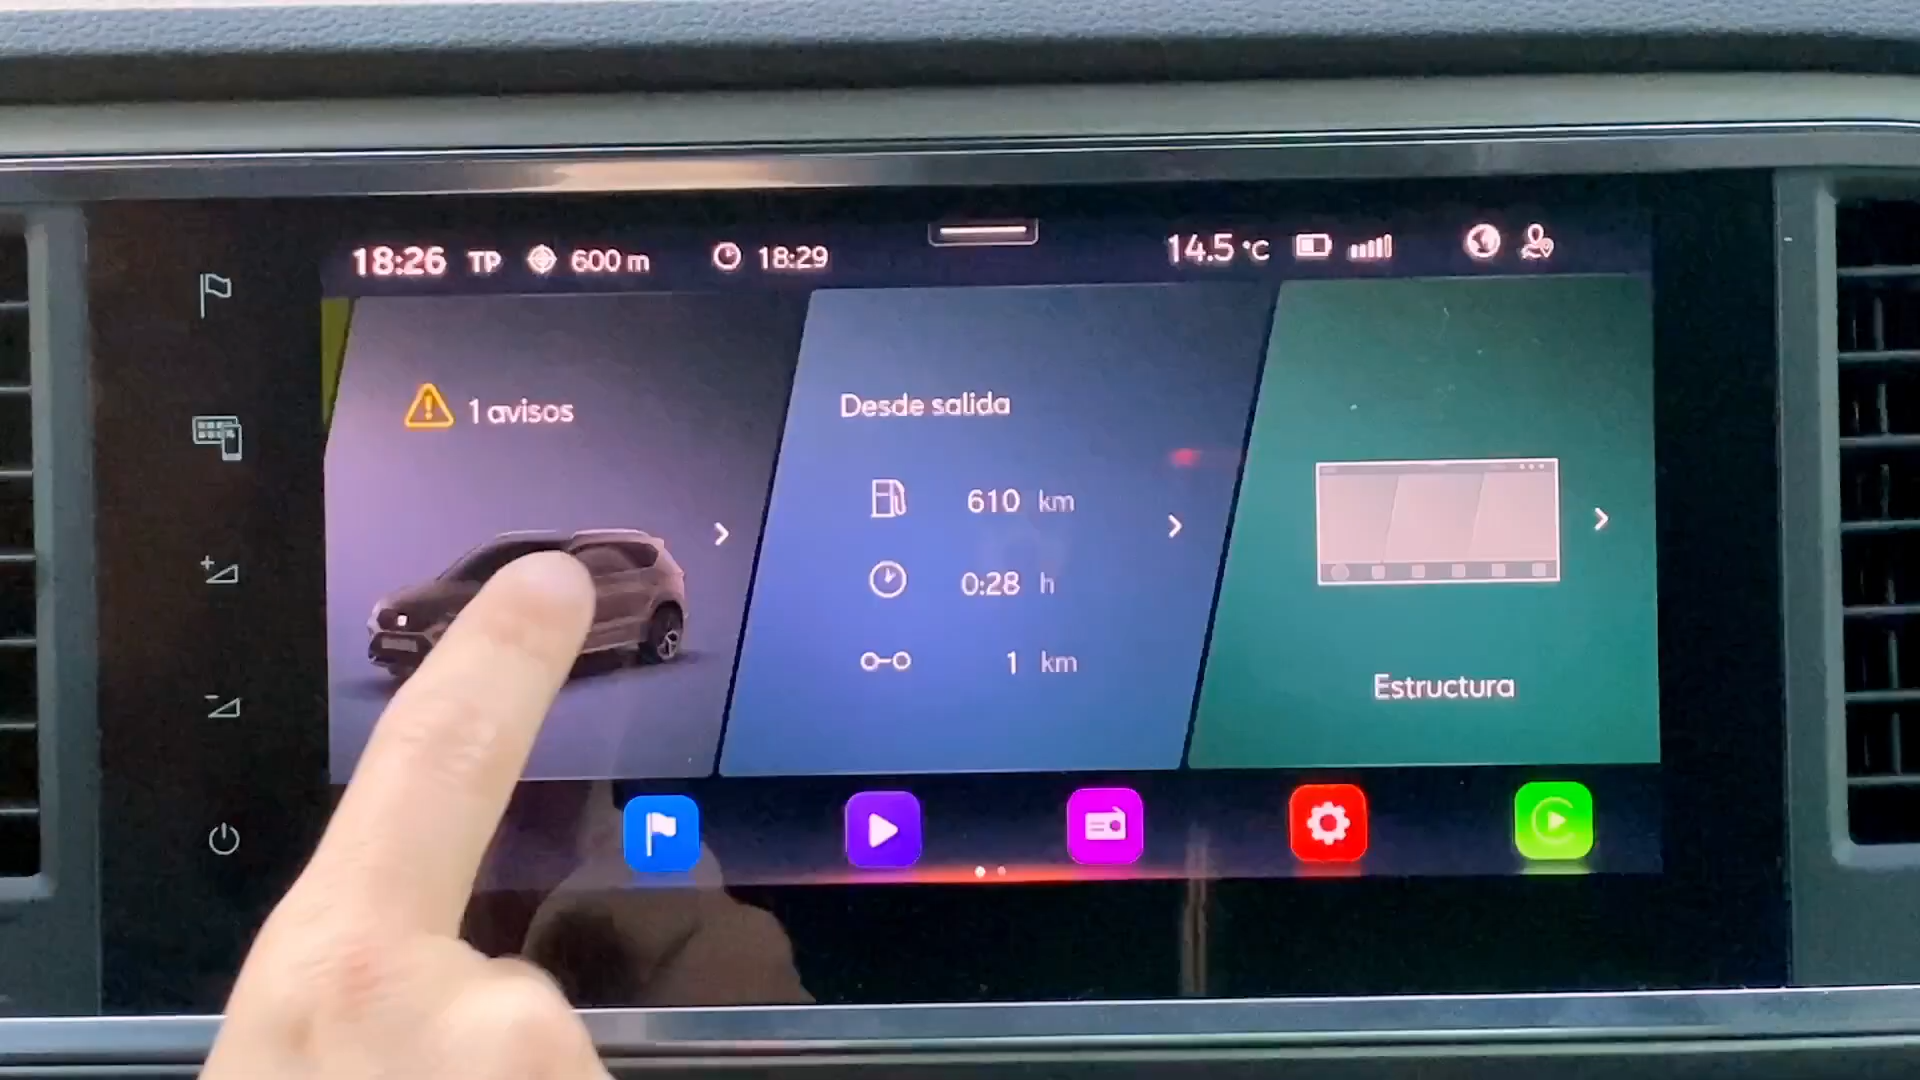 18:26 TP 600 m 18:29 14.5 °C
1 avisos
Desde salida
610 km
0:28 h
1 km
Estructura